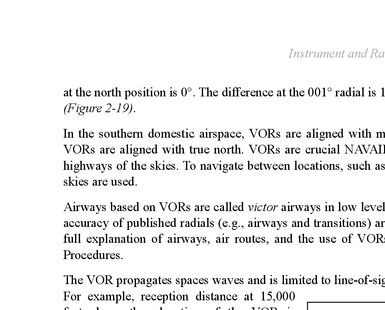 Instrument and Ra
at the north position is 0°. The difference at the 001° radial is 1
(Figure 2-19).
In the southern domestic airspace, VORs are aligned with m
VORs are aligned with true north. VORs are crucial NAVAI
highways of the skies. To navigate between locations, such as
skies are used.
Airways based on VORs are called victor airways in low level
accuracy of published radials (e.g., airways and transitions) ar
full explanation of airways, air routes, and the use of VOR
Procedures.
The VOR propagates spaces waves and is limited to line-of-sig
For example, reception distance at 15,000